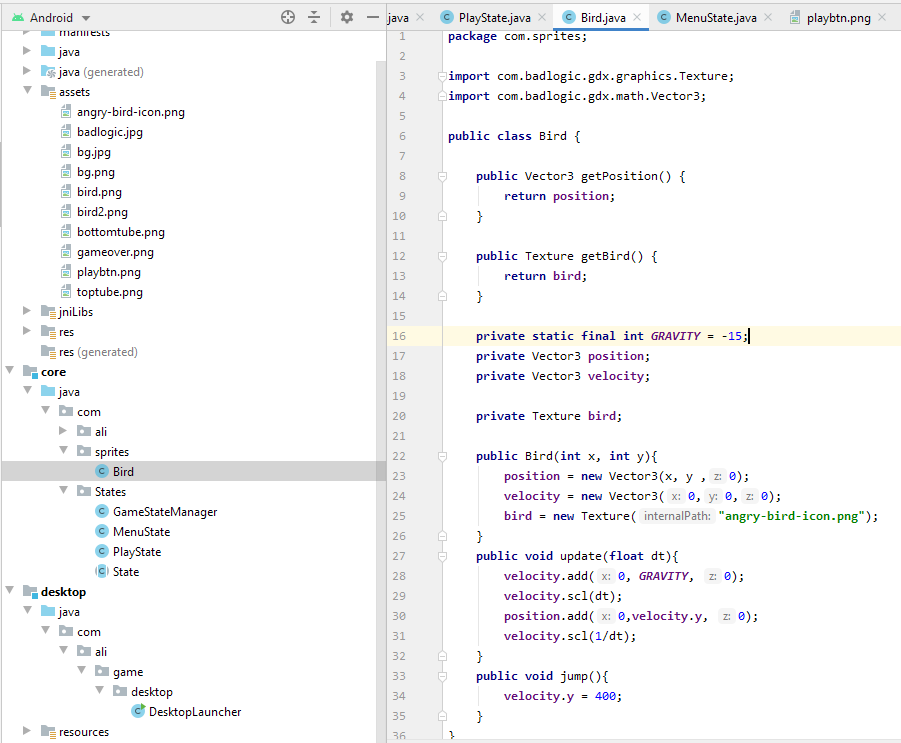 Android
manifests
java
java (generated)
assets
angry-bird-icon.png
badlogic.jpg
bg.jpg
bg.png
bird.png
bird2.png
bottomtube.png
gameover.png
playbtn.png
toptube.png
jniLibs
res
res (generated)
core
java
com
ali
sprites
Bird
States
GameStateManager
MenuState
PlayState
State
desktop
java
com
ali
game
desktop
DesktopLauncher
resources
java
PlayState.java
Bird.java
MenuState.java
playbtn.png
1 package com.sprites;
2
3 import com.badlogic.gdx.graphics.Texture;
4 import com.badlogic.gdx.math.Vector3;
5
6 public class Bird {
7
8 public Vector3 getPosition() {
9 return position;
10 }
11
12 public Texture getBird() {
13 return bird;
14 }
15
16 private static final int GRAVITY = -15;
17 private Vector3 position;
18 private Vector3 velocity;
19
20 private Texture bird;
21
22 public Bird(int x, int y){
23 position = new Vector3(x, y , z: 0);
24 velocity = new Vector3( x: 0, y: 0, z: 0);
25 bird = new Texture( internalPath: "angry-bird-icon.png");
26 }
27 public void update(float dt){
28 velocity.add( x: 0, GRAVITY, z: 0);
29 velocity.scl(dt);
30 position.add( x: 0,velocity.y, z: 0);
31 velocity.scl(1/dt);
32 }
33 public void jump(){
34 velocity.y = 400;
35 }
36 }